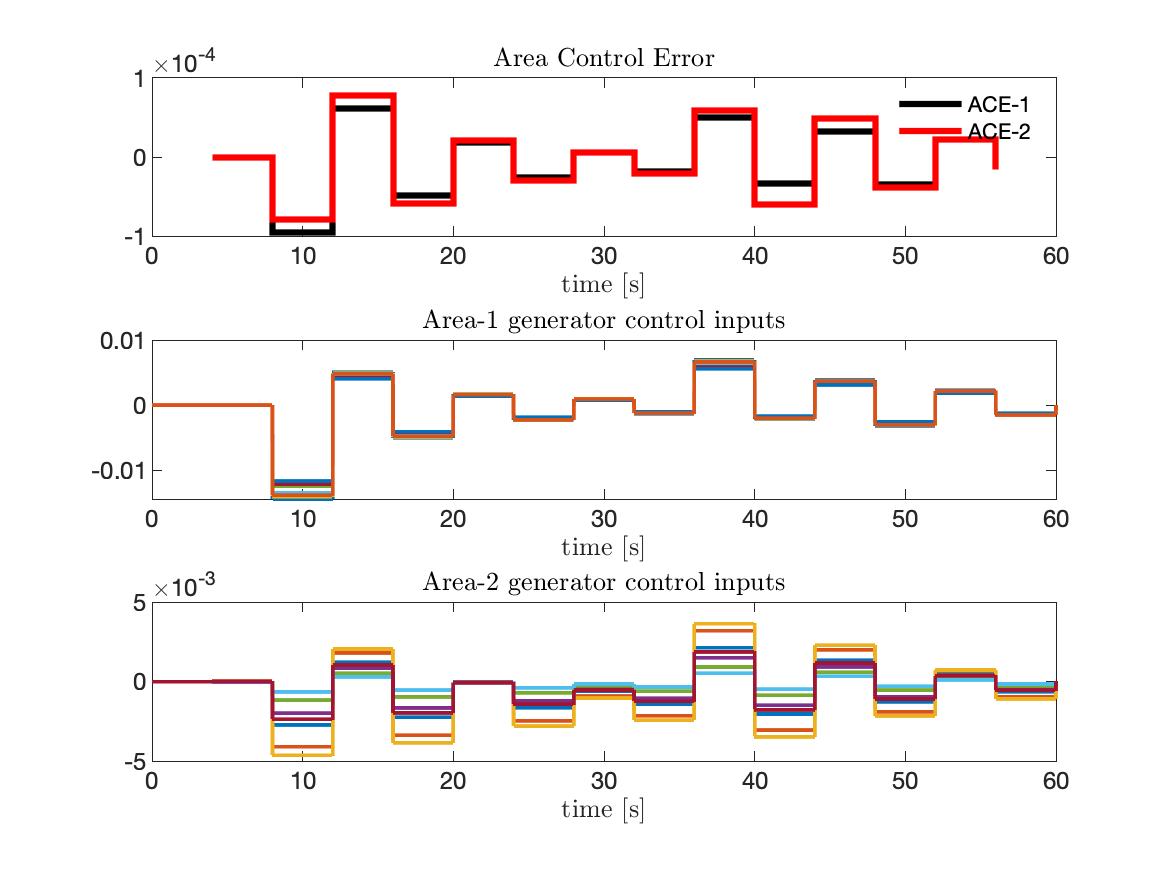 ×10-4
Area Control Error
1
0
-1
ACE-1
ACE-2
0 10 20 30 40 50 60
time [s]
Area-1 generator control inputs
0.01
0
-0.01
0 10 20 30 40 50 60
time [s]
×10-3
Area-2 generator control inputs
5
0
-5
0 10 20 30 40 50 60
time [s]